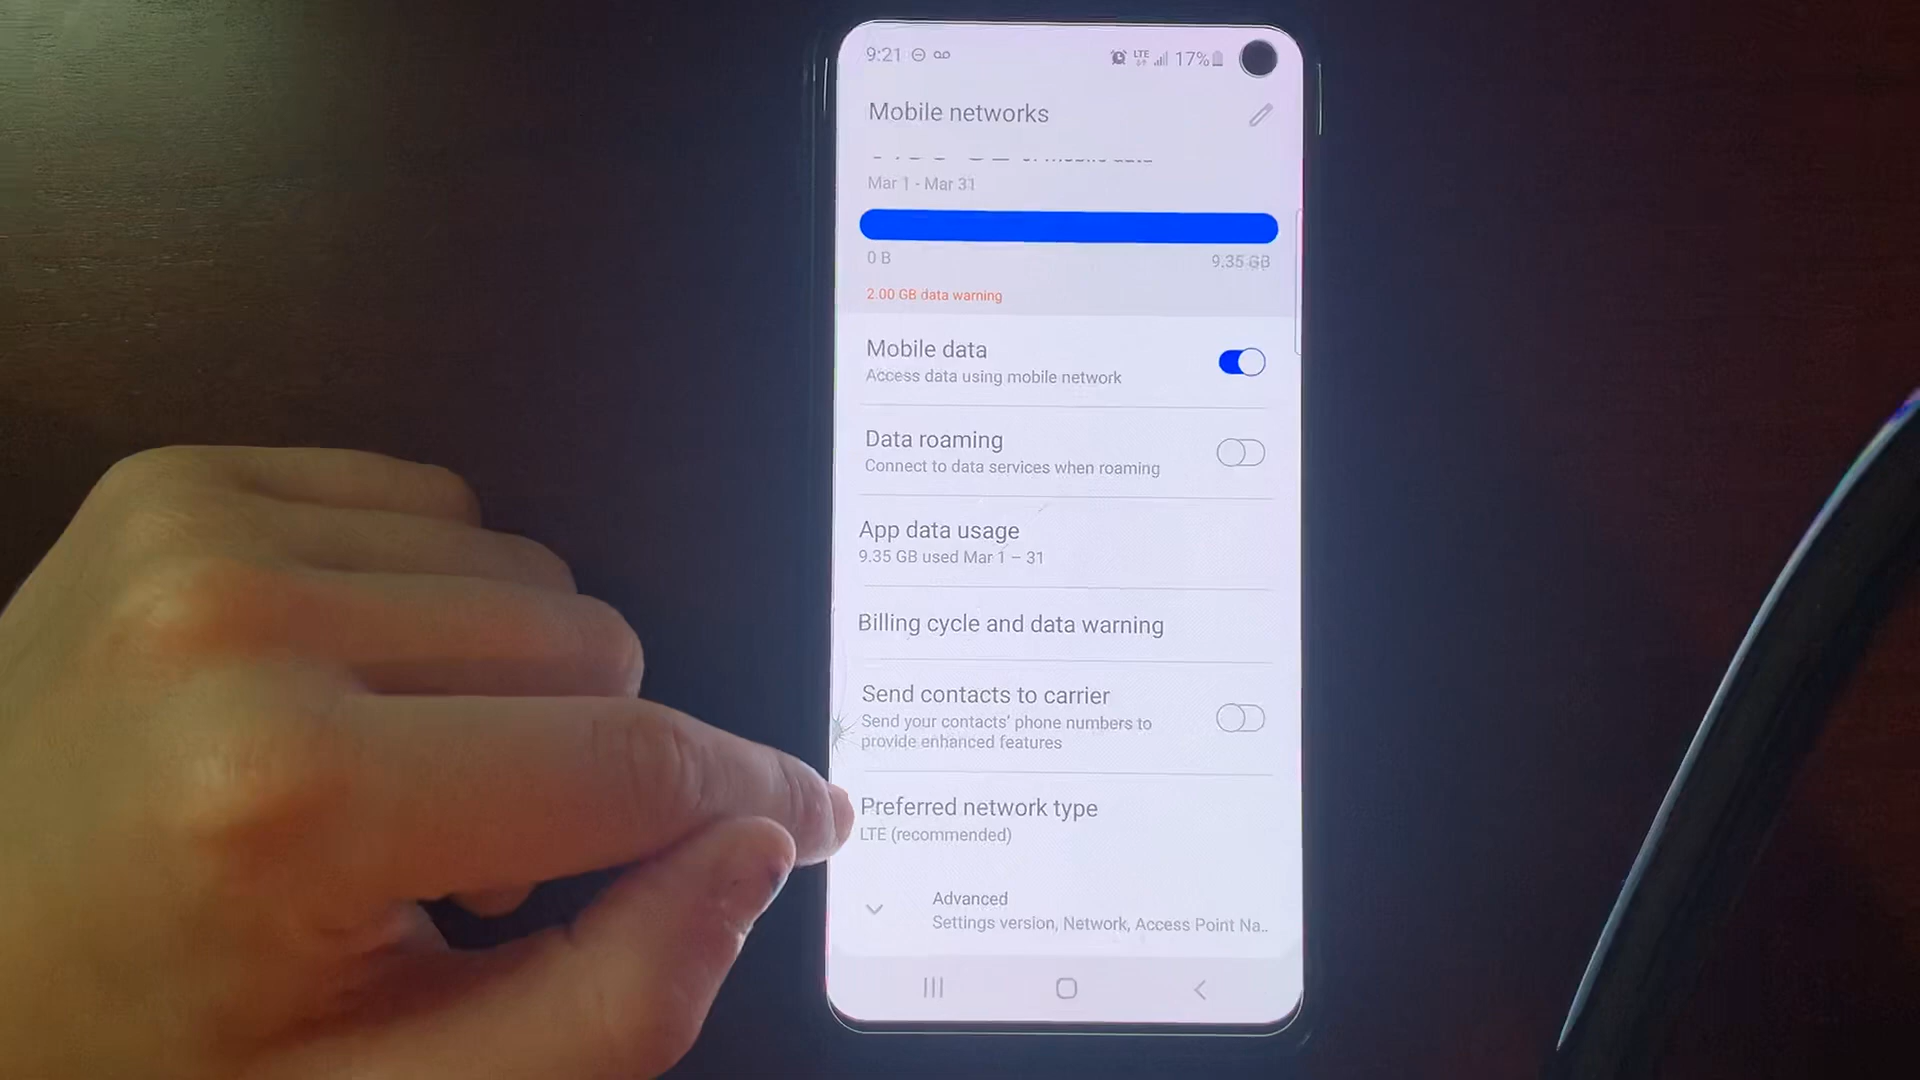 9:21
LTE 17%
Mobile networks
Mar 1 - Mar 31
0 B 9.35 GB
2.00 GB data warning
Mobile data
Access data using mobile network
Data roaming
Connect to data services when roaming
App data usage
9.35 GB used Mar 1 – 31
Billing cycle and data warning
Send contacts to carrier
Send your contacts' phone numbers to
provide enhanced features
Preferred network type
LTE (recommended)
Advanced
Settings version, Network, Access Point Na..